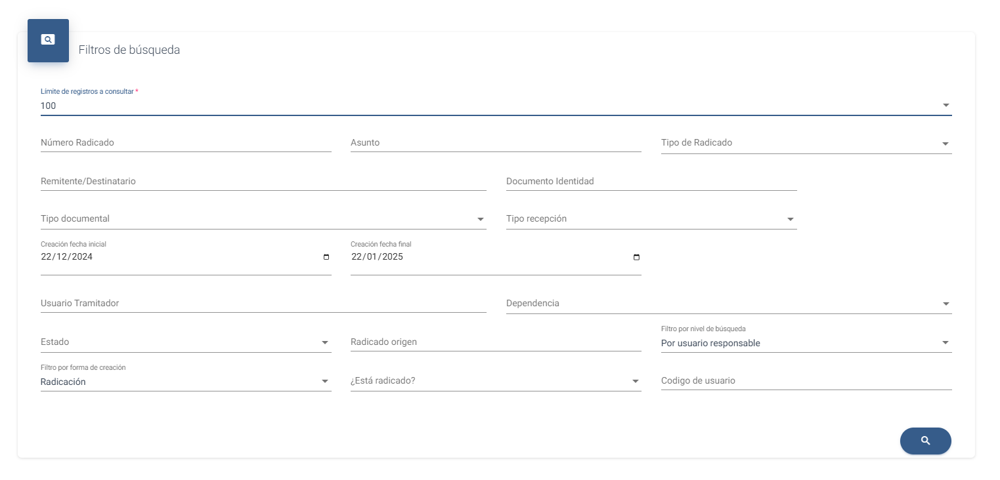 Filtros de búsqueda
Límite de registros a consultar *
100
Número Radicado
Asunto
Tipo de Radicado
Remitente/Destinatario
Documento Identidad
Tipo documental
Tipo recepción
Creación fecha inicial
22/12/2024
Creación fecha final
22/01/2025
Usuario Tramitador
Dependencia
Estado
Radicado origen
Filtro por nivel de búsqueda
Por usuario responsable
Filtro por forma de creación
Radicación
¿Está radicado?
Codigo de usuario